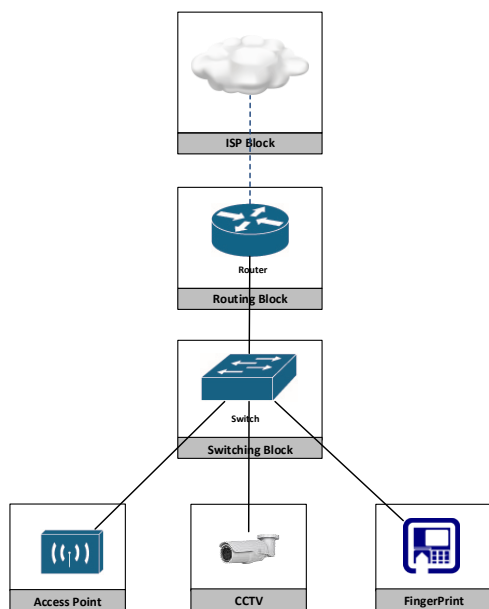 ISP Block
Router
Routing Block
Switch
Switching Block
Access Point
CCTV
FingerPrint